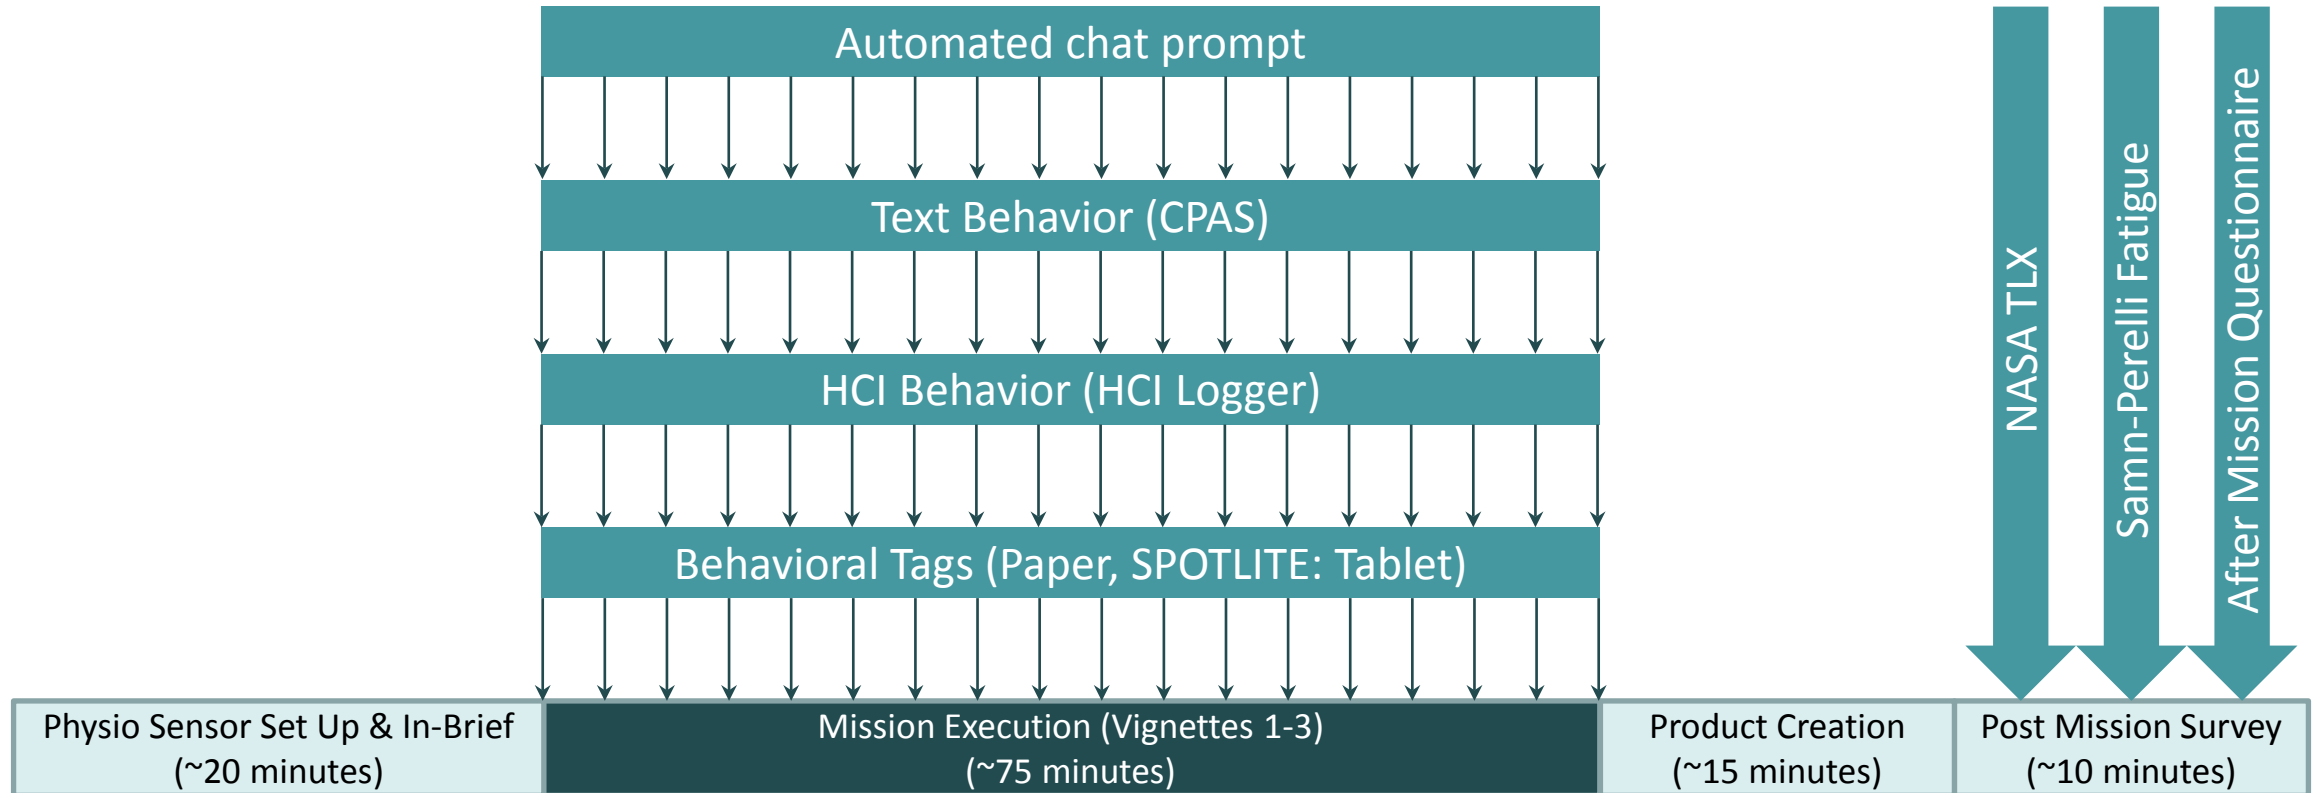 Automated chat prompt
Text Behavior (CPAS)
HCI Behavior (HCI Logger)
Behavioral Tags (Paper, SPOTLITE: Tablet)
NASA TLX
Samn-Perelli Fatigue
After Mission Questionnaire
Physio Sensor Set Up & In-Brief
(~20 minutes)
Mission Execution (Vignettes 1-3)
(~75 minutes)
Product Creation
(~15 minutes)
Post Mission Survey
(~10 minutes)